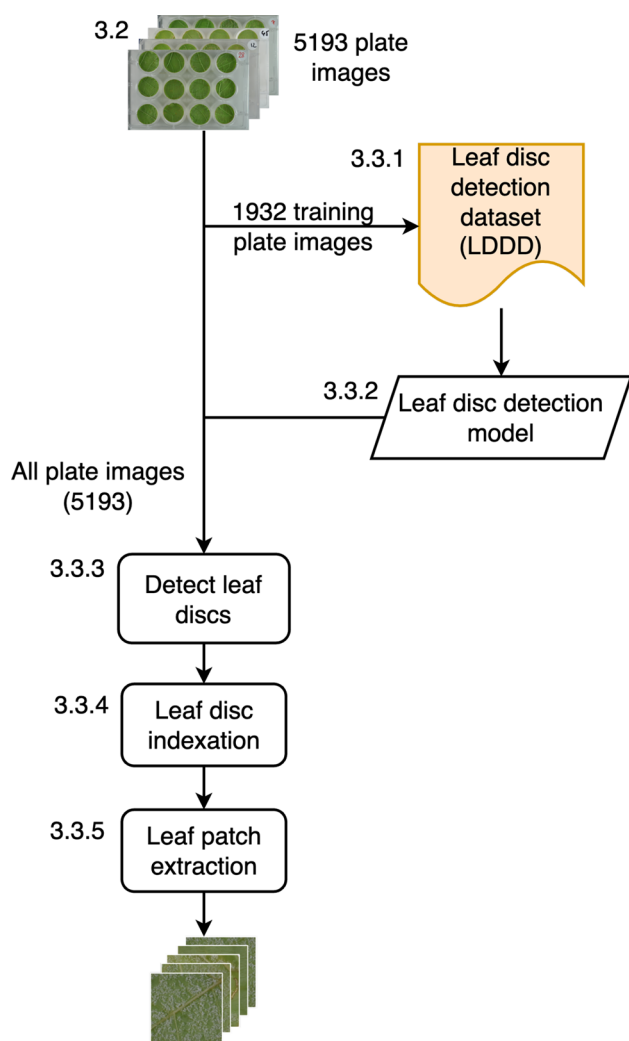 3.2
5193 plate
images
3.3.1
Leaf disc
detection
dataset
(LDDD)
1932 training
plate images
3.3.2
Leaf disc detection
model
All plate images
(5193)
3.3.3
Detect leaf
discs
3.3.4
Leaf disc
indexation
3.3.5
Leaf patch
extraction